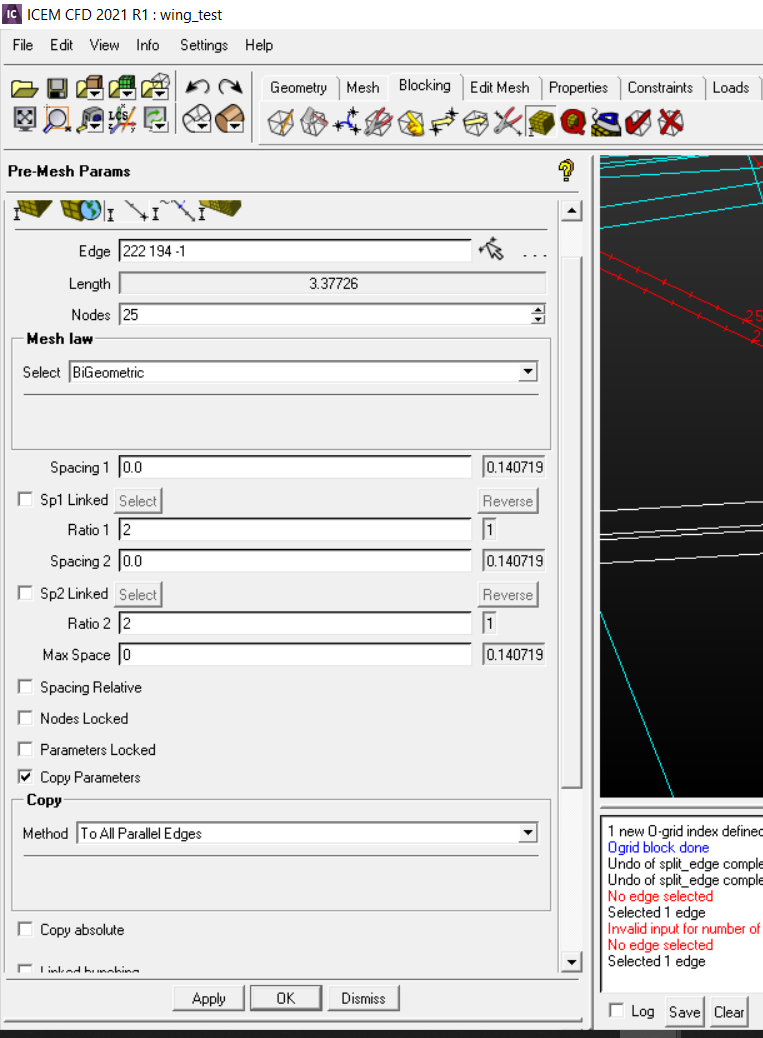 IC ICEM CFD 2021 R1 : wing_test
File Edit View Info Settings Help
Geometry Mesh Blocking Edit Mesh Properties Constraints Loads
LCS
Pre-Mesh Params
Edge 222 194 -1 ...
Length 3.37726
Nodes 25
Mesh law
Select BiGeometric
Spacing 1 0.0 0.140719
Sp1 Linked Select Reverse
Ratio 1 2 1
Spacing 2 0.0 0.140719
Sp2 Linked Select Reverse
Ratio 2 2 1
Max Space 0 0.140719
Spacing Relative
Nodes Locked
Parameters Locked
Copy Parameters
Copy
Method To All Parallel Edges
Copy absolute
Linked bunching
Apply OK Dismiss
25
2
1 new O-grid index defined
Ogrid block done
Undo of split_edge comple
Undo of split_edge comple
No edge selected
Selected 1 edge
Invalid input for number of
No edge selected
Selected 1 edge
Log Save Clear